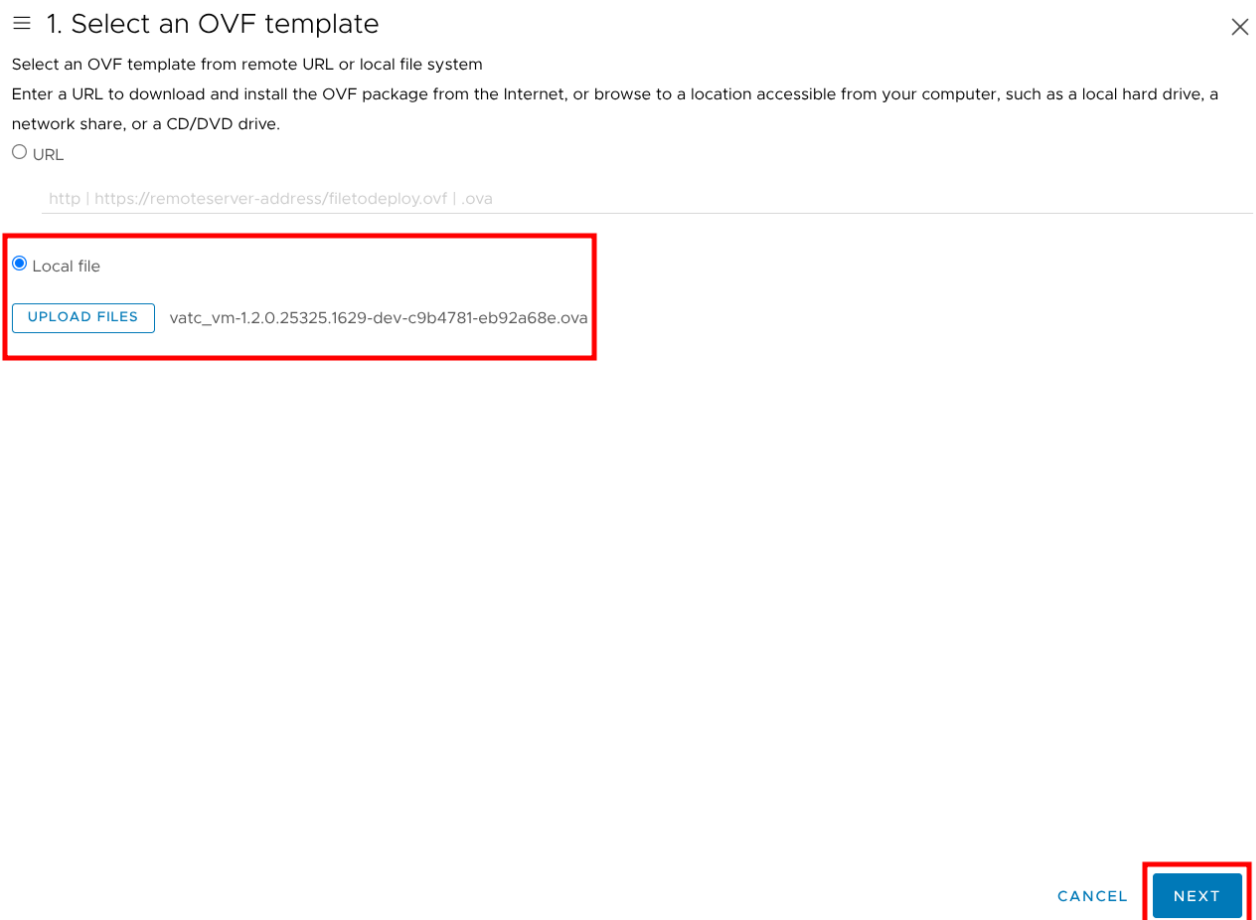 1. Select an OVF template
Select an OVF template from remote URL or local file system
Enter a URL to download and install the OVF package from the Internet, or browse to a location accessible from your computer, such as a local hard drive, a
network share, or a CD/DVD drive.
URL
http | https://remoteserver-address/filetodeploy.ovf | .ova
Local file
UPLOAD FILES vatc_vm-1.2.0.25325.1629-dev-c9b4781-eb92a68e.ova
CANCEL NEXT